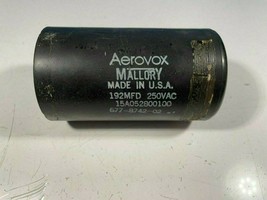 Aerovox
MALLORY
MADE IN U.S.A.
192MFD 250VAC
15A052800100